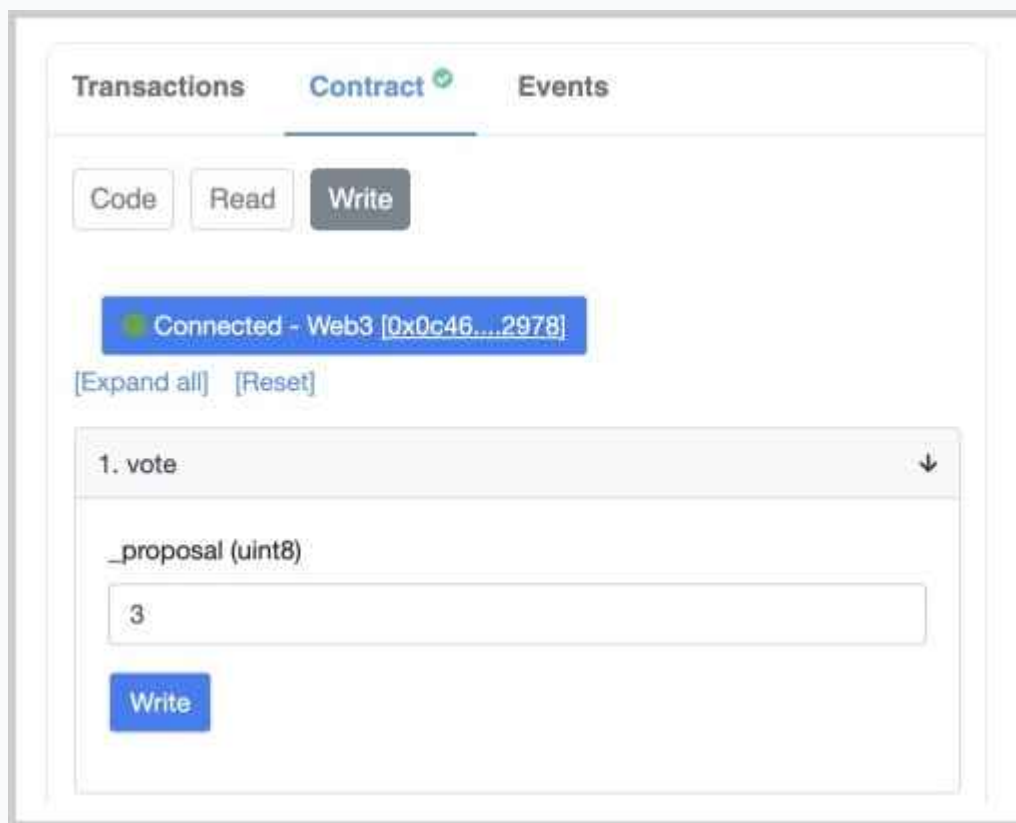 Transactions Contract Events
Code Read Write
Connected - Web3 [0x0c46....2978]
[Expand all] [Reset]
1. vote
_proposal (uint8)
3
Write